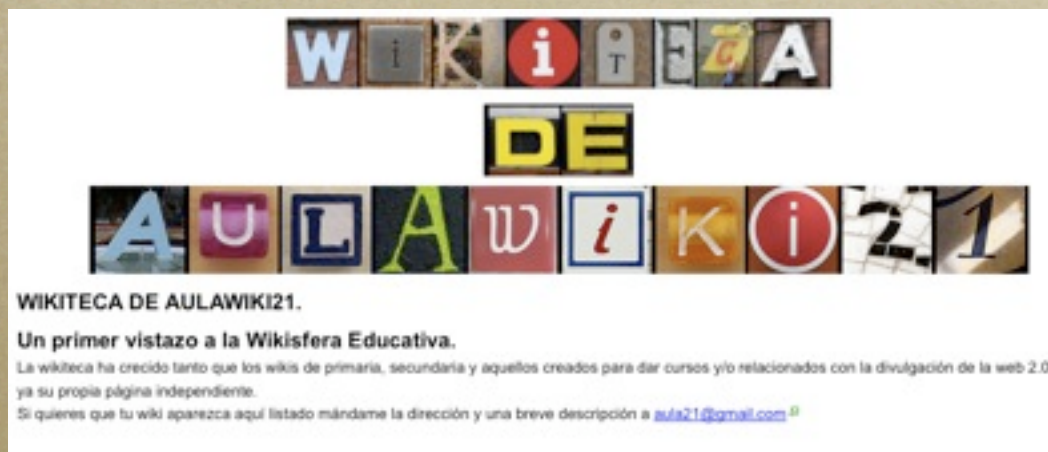 WiKiTECA
DE
AULAWiKi21
WIKITECA DE AULAWIKI21.
Un primer vistazo a la Wikisfera Educativa.
La wikiteca ha crecido tanto que los wikis de primaria, secundaria y aquellos creados para dar cursos y/o relacionados con la divulgación de la web 2.0
ya su propia página independiente.
Si quieres que tu wiki aparezca aquí listado mándame la dirección y una breve descripción a aula21@gmail.com